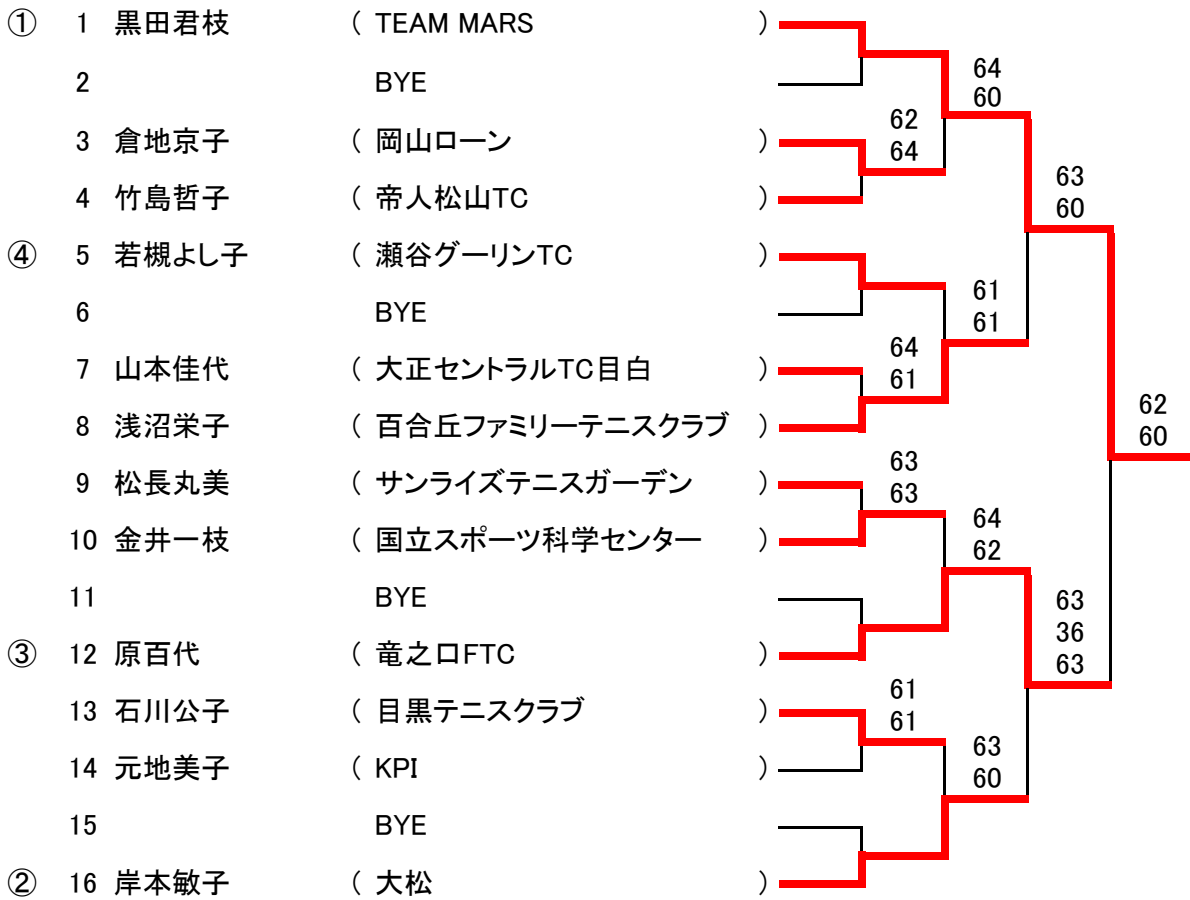 ① 1 黒田君枝 ( TEAM MARS )
64
2 BYE
60
62
3 倉地京子 ( 岡山ローン )
64
63
4 竹島哲子 ( 帝人松山TC )
60
④ 5 若槻よし子 ( 瀬谷グーリンTC )
61
6 BYE
61
64
7 山本佳代 ( 大正セントラルTC目白 )
61
62
8 浅沼栄子 ( 百合丘ファミリーテニスクラブ )
60
63
9 松長丸美 ( サンライズテニスガーデン )
63
64
10 金井一枝 ( 国立スポーツ科学センター )
62
11 BYE
63
36
③ 12 原百代 ( 竜之口FTC )
63
61
13 石川公子 ( 目黒テニスクラブ )
61
63
14 元地美子 ( KPI )
60
15 BYE
② 16 岸本敏子 ( 大松 )